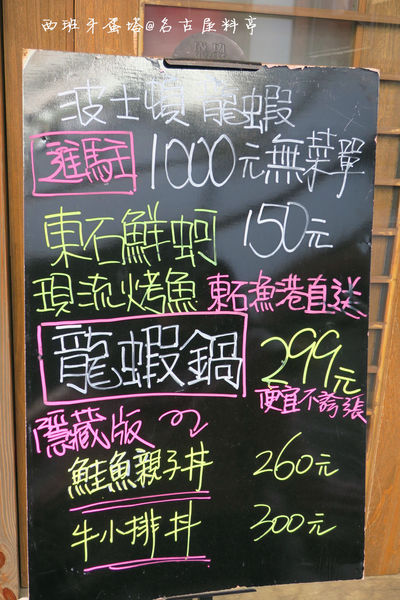 西班牙蛋塔@名古屋料亭
波士頓 龍蝦
進駐 1000元無菜單
東石鮮蚵 150元
現流烤魚 東石漁港直送
龍蝦鍋 299元
便宜不誇張
隱藏版
鮭魚親子丼 260元
牛小排丼 300元